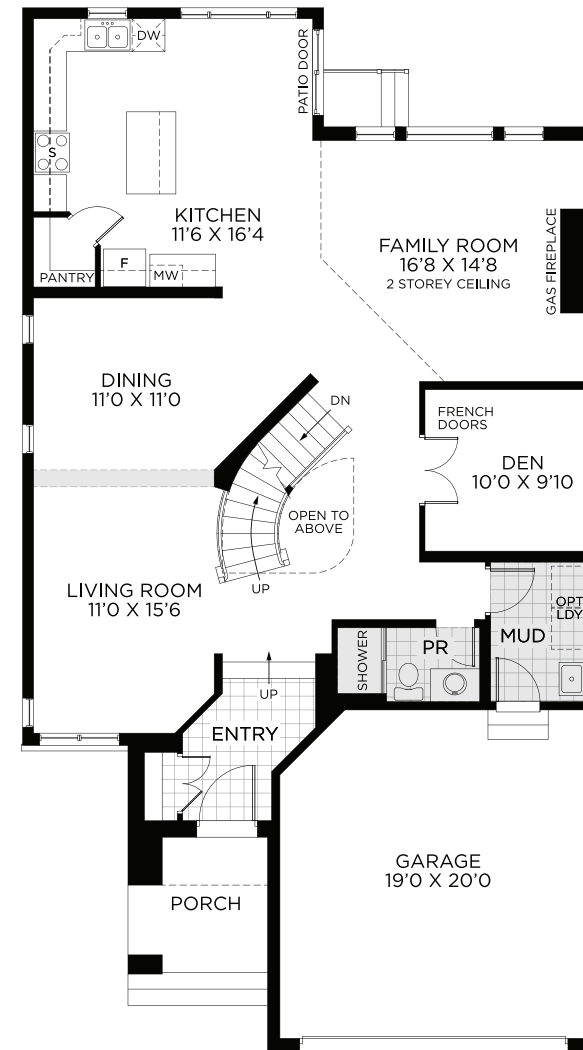 DW
PATIO DOOR
S
KITCHEN
11'6 X 16'4
FAMILY ROOM
16'8 X 14'8
2 STOREY CEILING
GAS FIREPLACE
PANTRY
F
MW
DINING
11'0 X 11'0
DN
FRENCH
DOORS
DEN
10'0 X 9'10
OPEN TO
ABOVE
UP
LIVING ROOM
11'0 X 15'6
OPT
LDY
MUD
PR
SHOWER
UP
ENTRY
GARAGE
19'0 X 20'0
PORCH